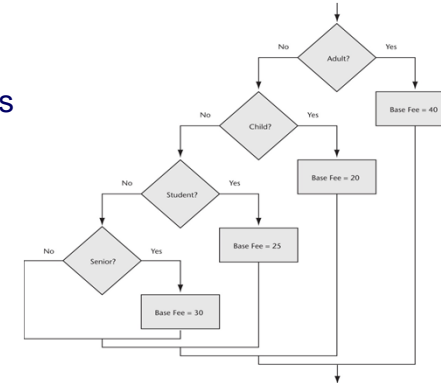 No
Yes
Adult?
s
Base Fee = 40
No
Yes
Child?
Base Fee = 20
No
Yes
Student?
Base Fee = 25
No
Yes
Senior?
Base Fee = 30